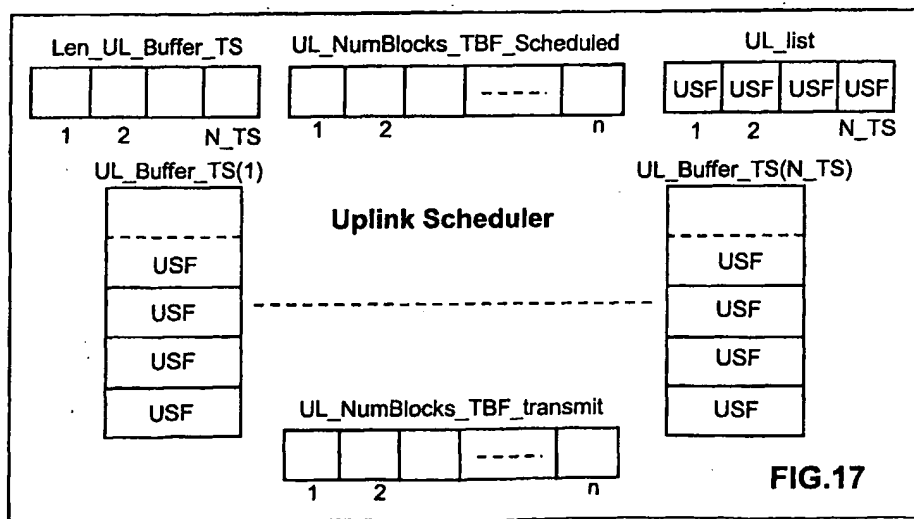 Len_UL_Buffer_TS
UL_NumBlocks_TBF_Scheduled
UL_list
USF USF USF USF
1 2 N_TS
1 2 n
1 2 N_TS
UL_Buffer_TS(1)
UL_Buffer_TS(N_TS)
Uplink Scheduler
USF
USF
USF
USF
USF
USF
USF
USF
UL_NumBlocks_TBF_transmit
1 2 n
FIG.17